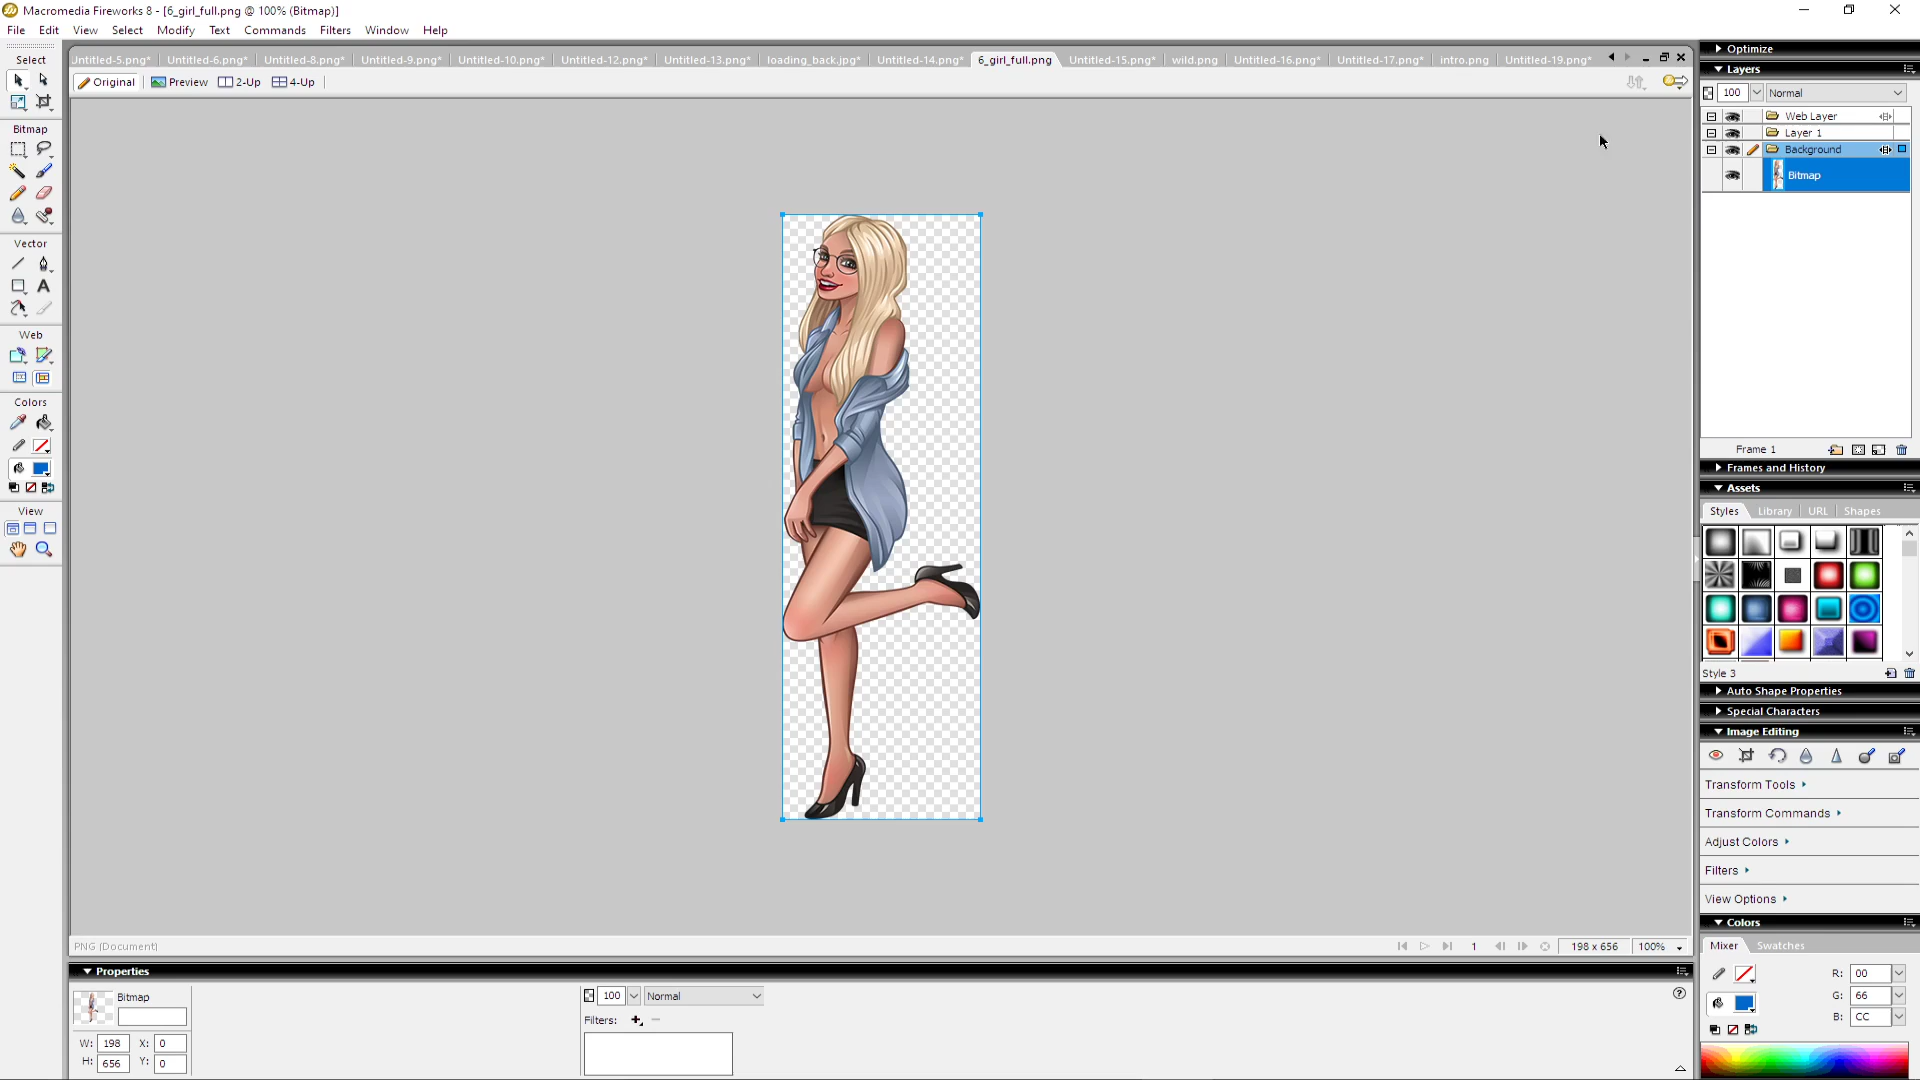 Macromedia Fireworks 8 - [6_girl_full.png @ 100% (Bitmap)]
File Edit View Select Modify Text Commands Filters Window Help
Select
Untitled-5.png* Untitled-6.png* Untitled-8.png* Untitled-9.png* Untitled-10.png* Untitled-12.png* Untitled-13.png* loading_back.jpg* Untitled-14.png* 6_girl_full.png Untitled-15.png* wild.png Untitled-16.png* Untitled-17.png* intro.png Untitled-19.png*
Original Preview 2-Up 4-Up
Bitmap
Vector
A
Web
Colors
View
Optimize
Layers
100 Normal
Web Layer
Layer 1
Background
Bitmap
Frame 1
Frames and History
Assets
Styles Library URL Shapes
Style 3
Auto Shape Properties
Special Characters
Image Editing
Transform Tools
Transform Commands
Adjust Colors
Filters
View Options
Colors
Mixer Swatches
R: 00
G: 66
B: CC
PNG (Document)
1
198 x 656 100%
Properties
Bitmap
W: 198 X: 0
H: 656 Y: 0
100 Normal
Filters: